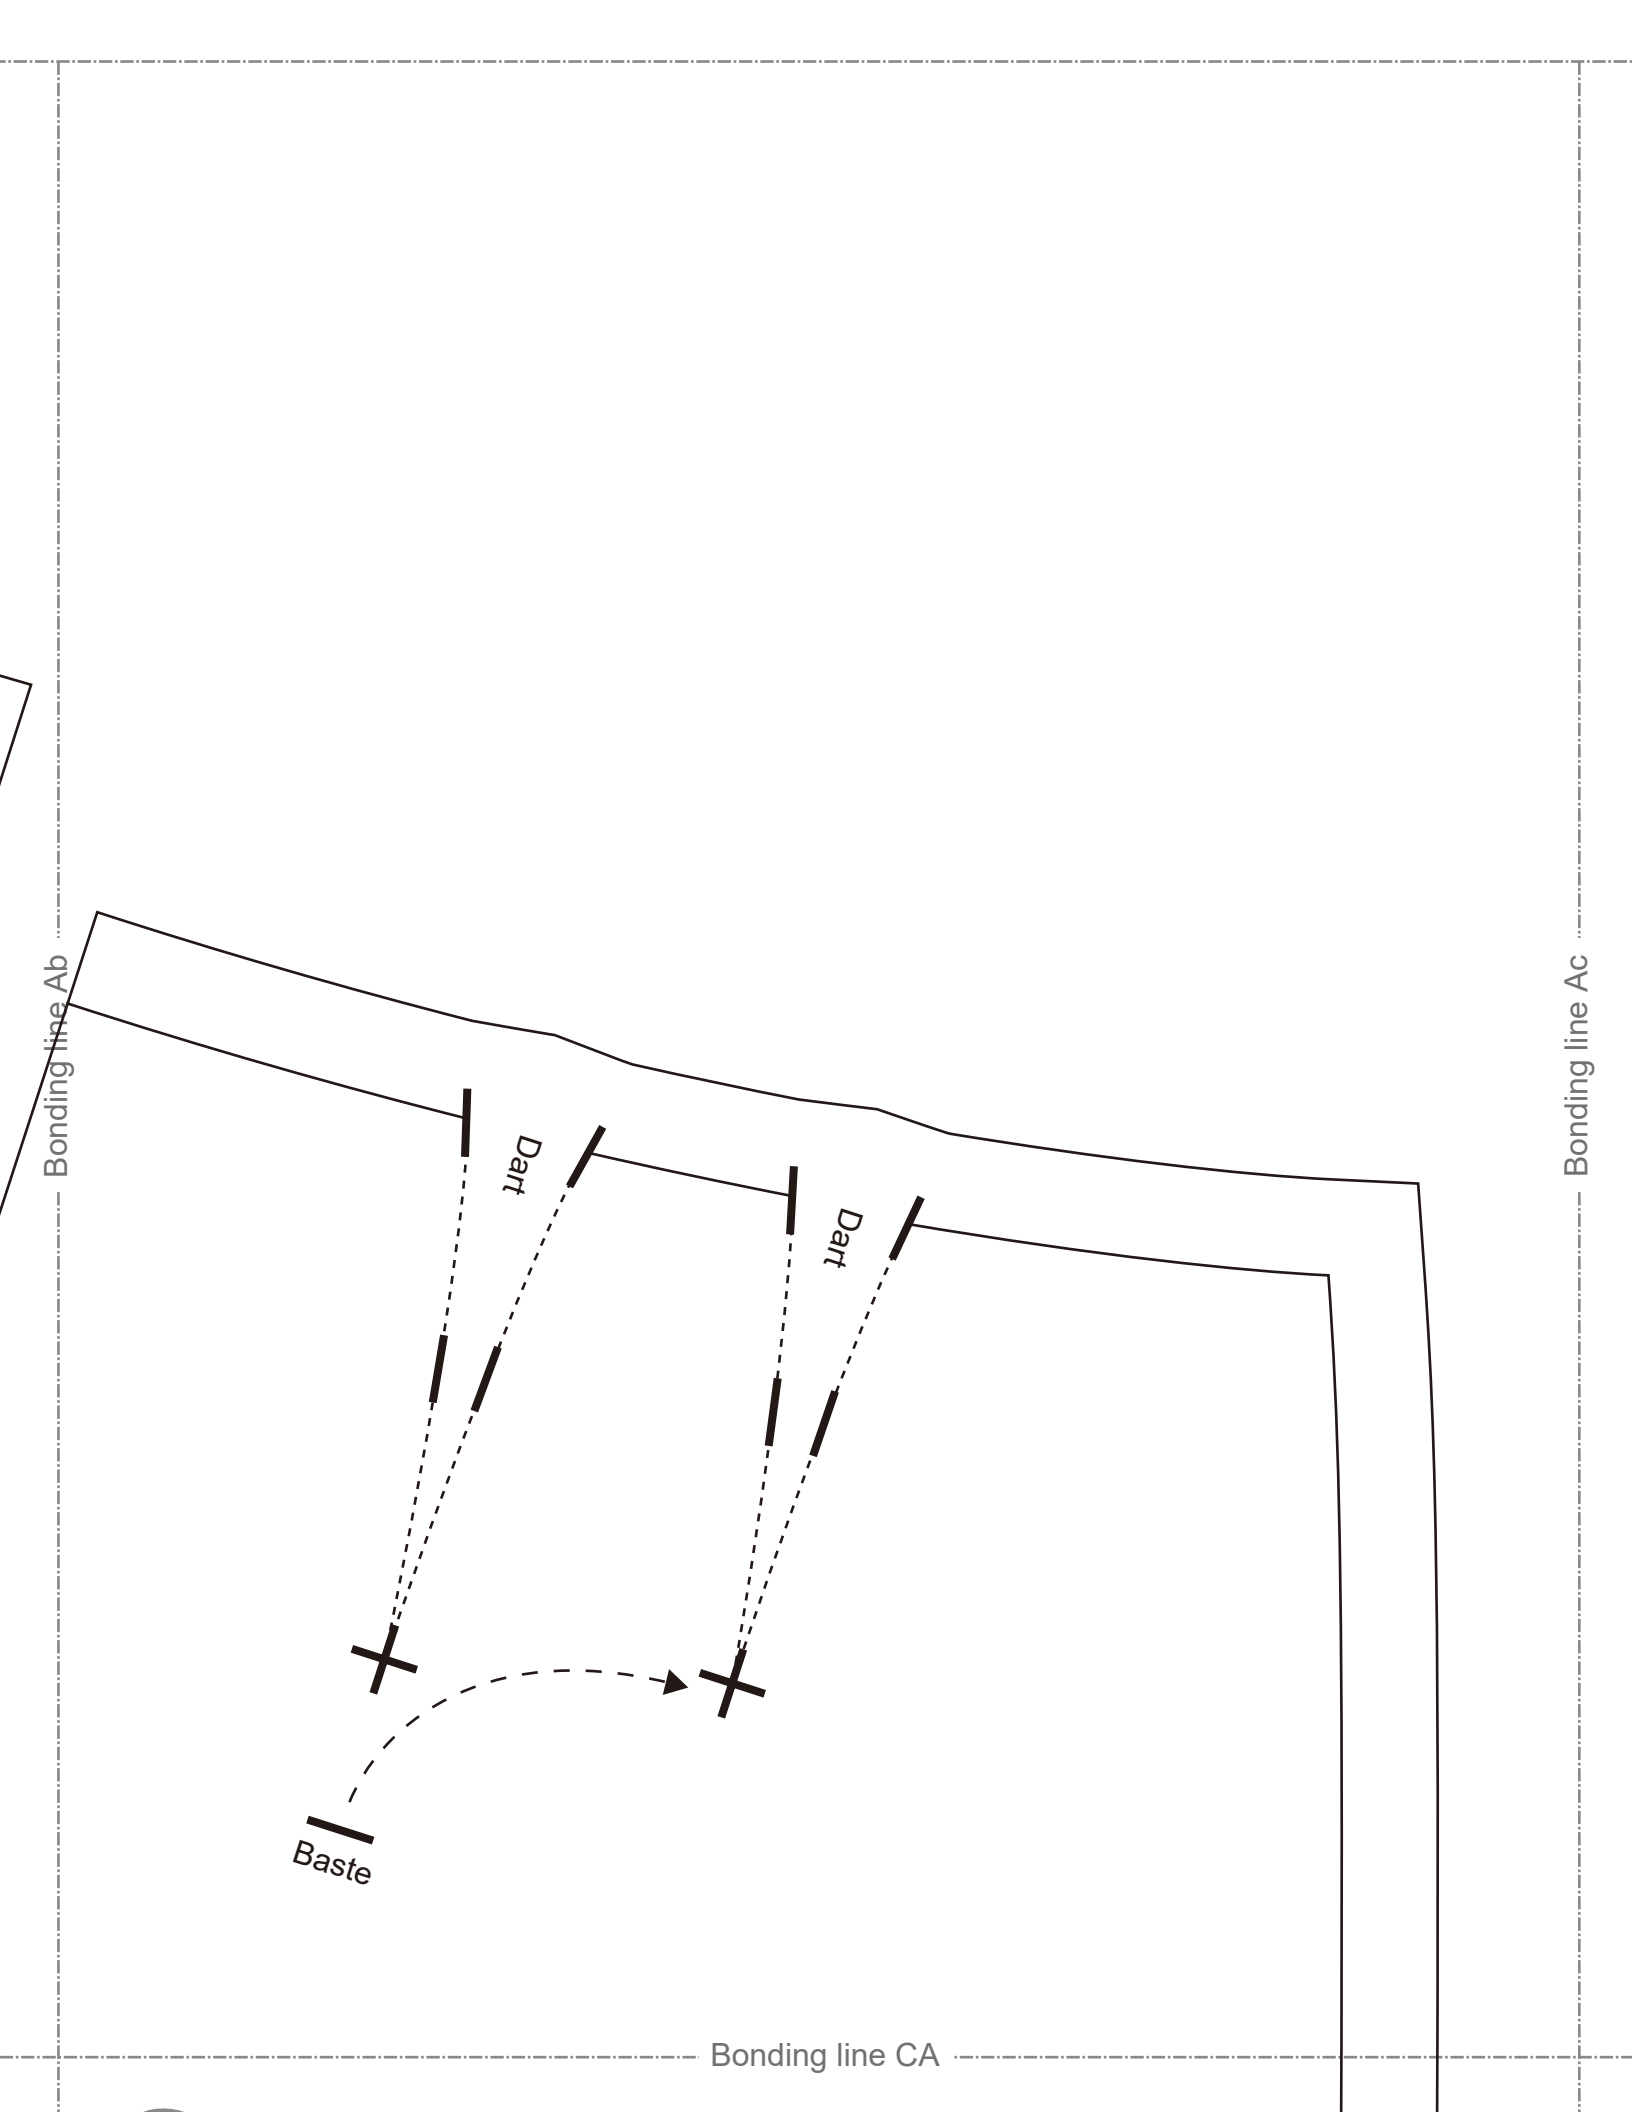 Bonding line Ab
Bonding line Ac
Dart
Dart
Baste
Bonding line CA